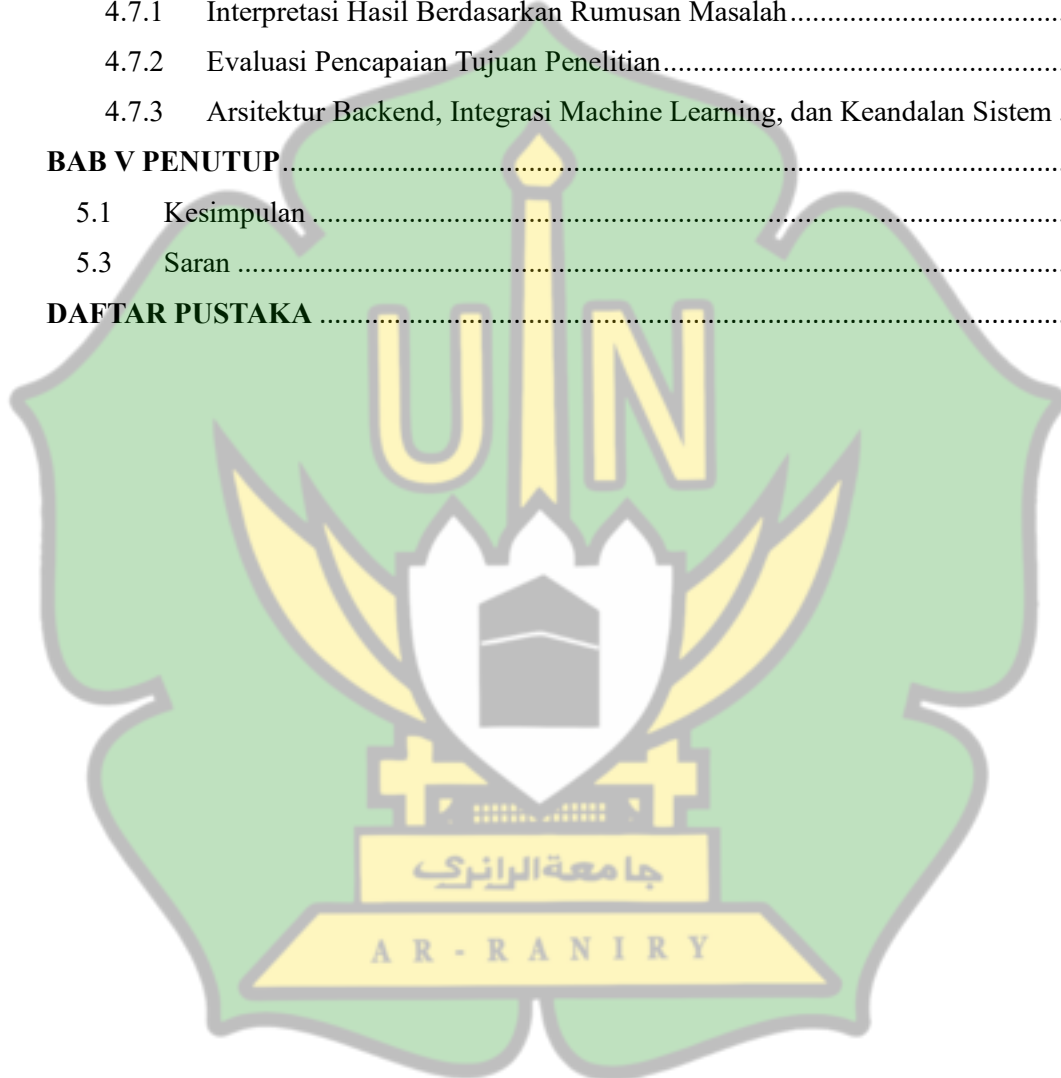 4.7.1 Interpretasi Hasil Berdasarkan Rumusan Masalah........................................
4.7.2 Evaluasi Pencapaian Tujuan Penelitian........................................
4.7.3 Arsitektur Backend, Integrasi Machine Learning, dan Keandalan Sistem .
BAB V PENUTUP........................................
5.1 Kesimpulan ........................................
5.3 Saran ........................................
DAFTAR PUSTAKA ........................................
UIN
جامعة الرانري
AR-RANIRY